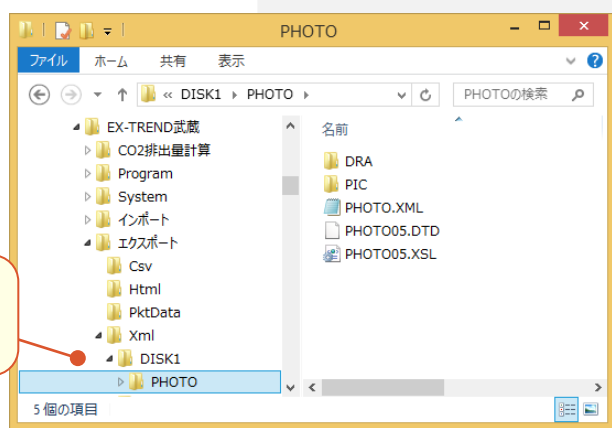 PHOTO
ファイル ホーム 共有 表示
« DISK1 PHOTO PHOTOの検索
EX-TREND武蔵
CO2排出量計算
Program
System
インポート
エクスポート
Csv
Html
PktData
Xml
DISK1
PHOTO
名前
DRA
PIC
PHOTO.XML
PHOTO05.DTD
PHOTO05.XSL
5個の項目